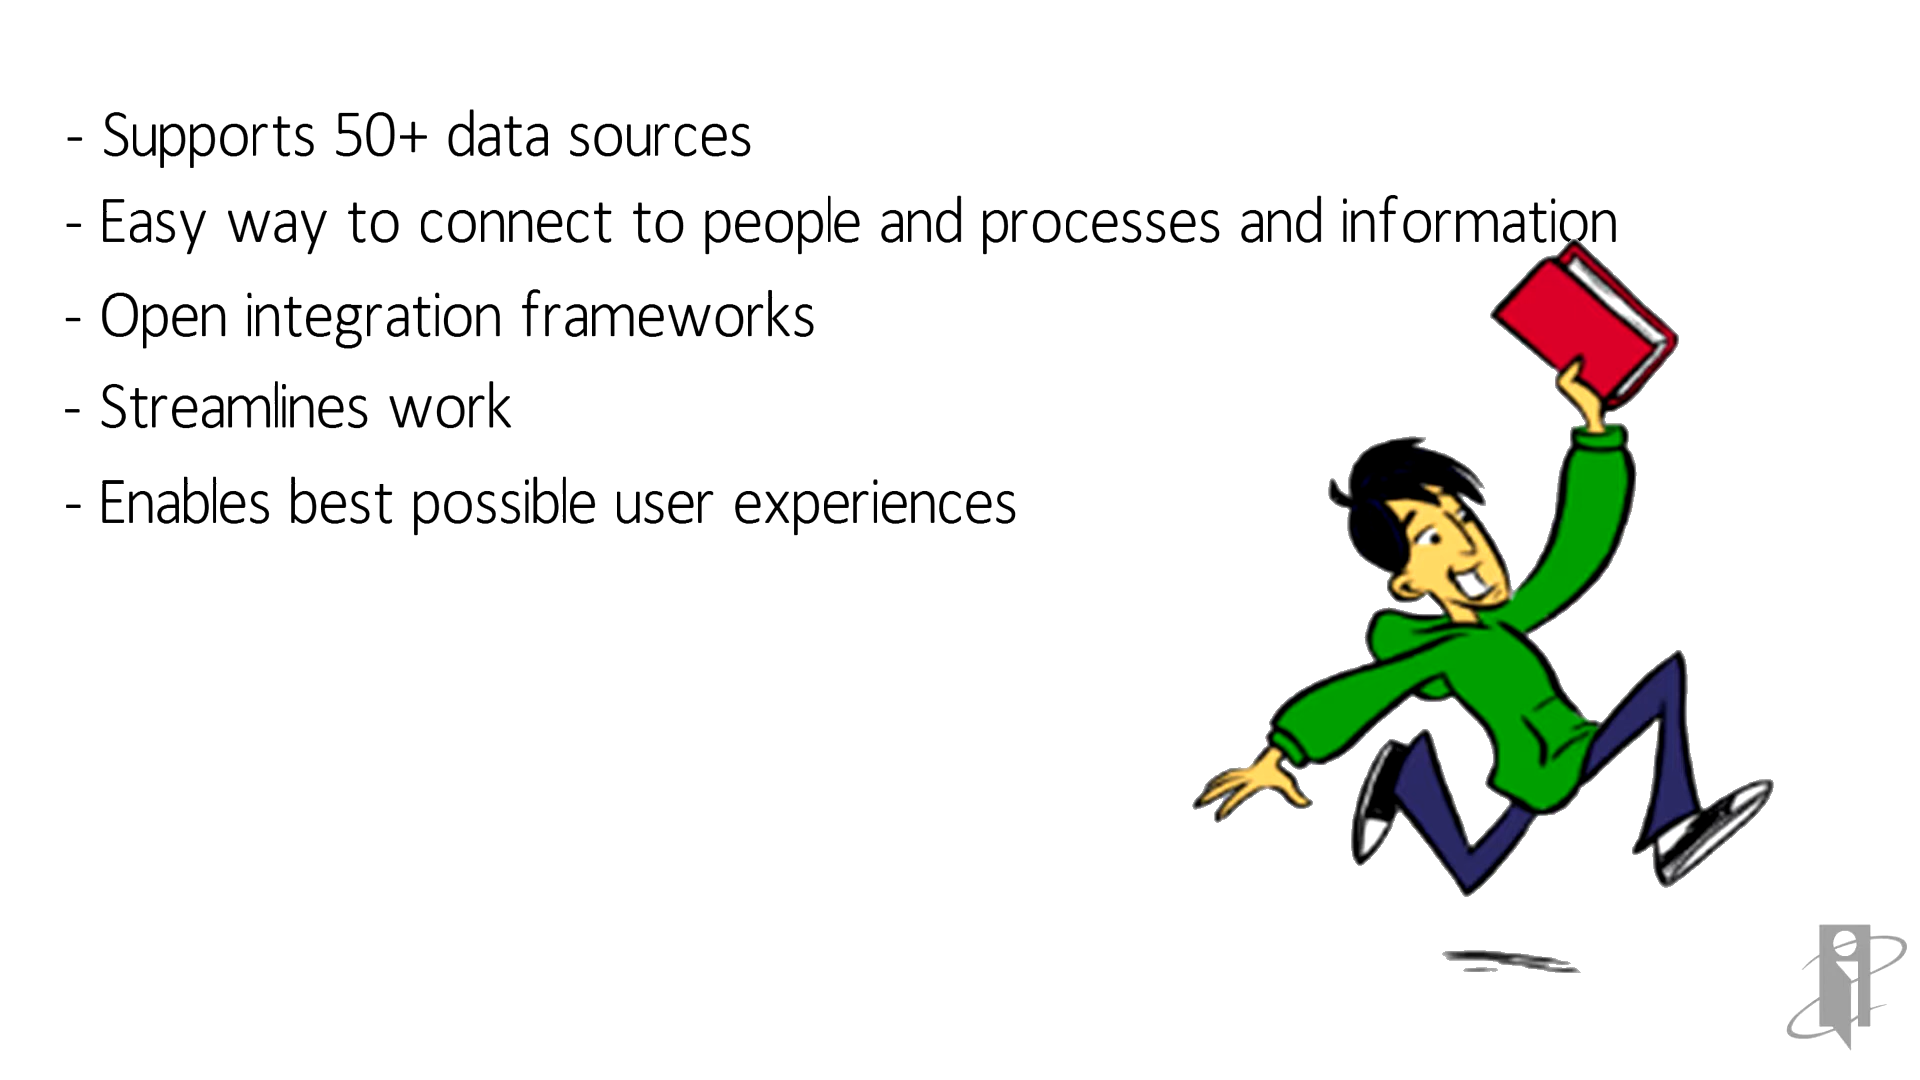 - Supports 50+ data sources
- Easy way to connect to people and processes and information
- Open integration frameworks
- Streamlines work
- Enables best possible user experiences